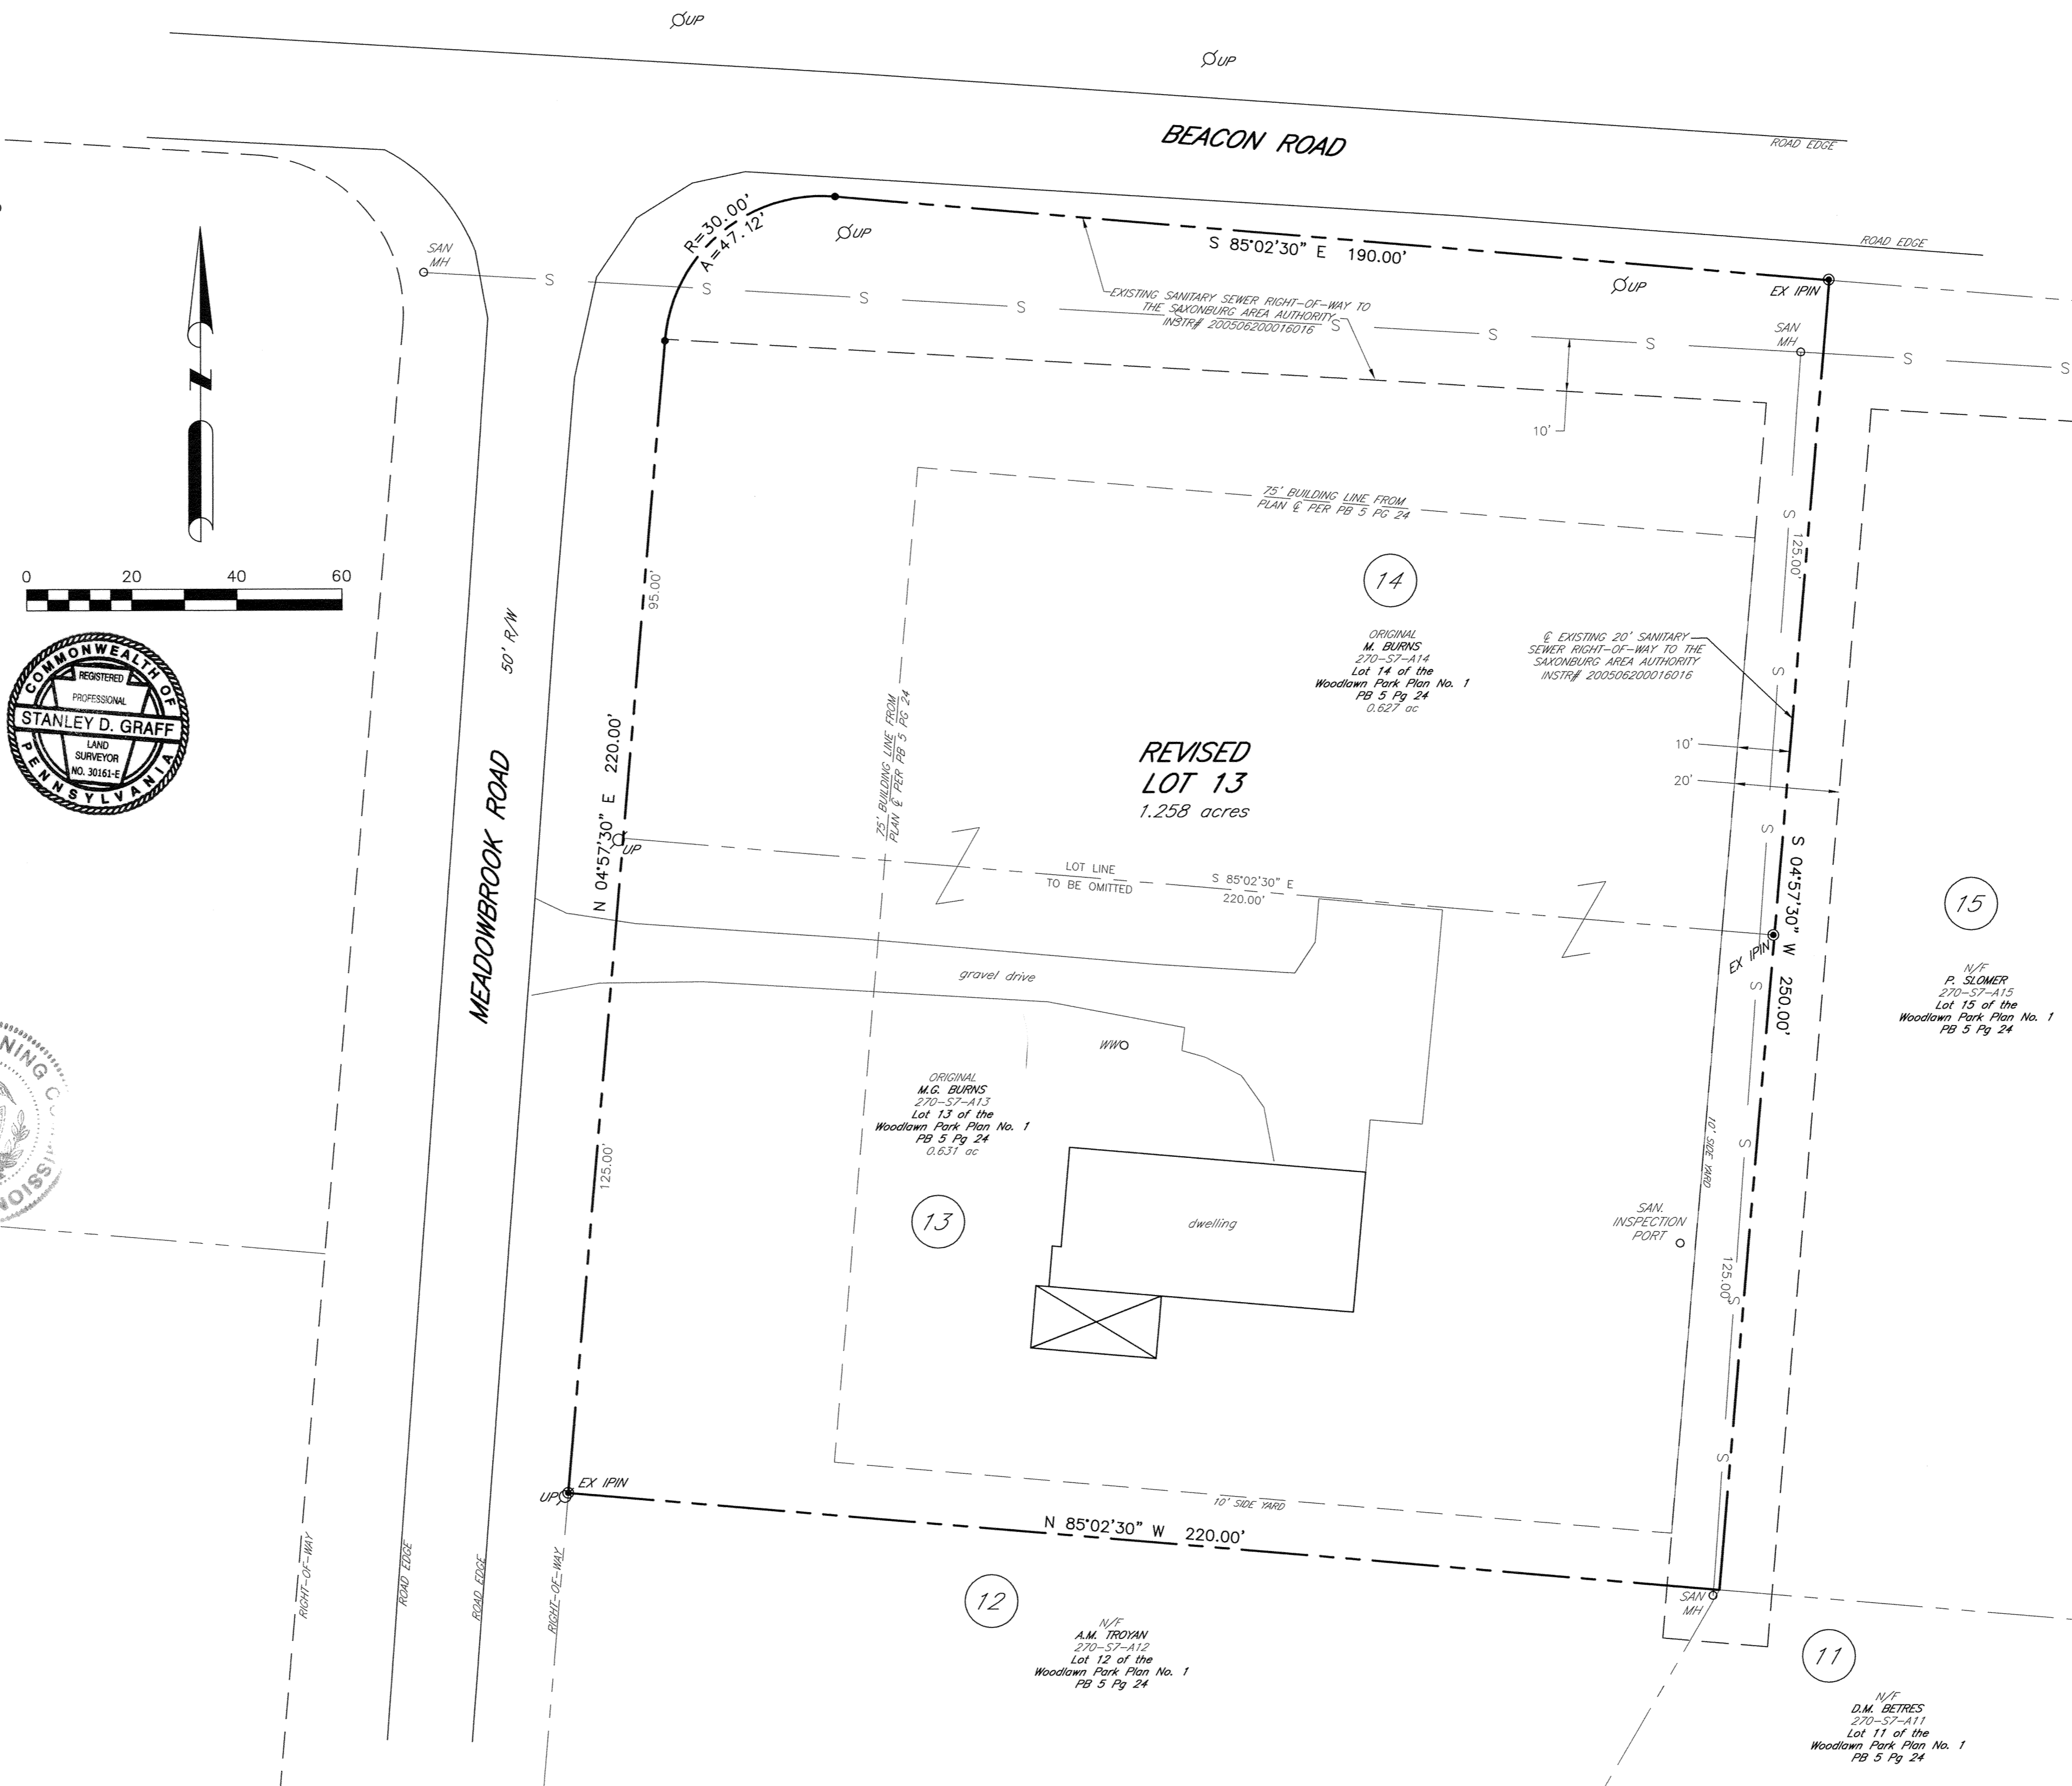 UP
UP
BEACON ROAD
ROAD EDGE
ROAD EDGE
SAN
MH
R=30.00'
A=47.12'
UP
S 85°02'30" E 190.00'
EX IPIN
UP
SAN
MH
S S S S S S S S S S
EXISTING SANITARY SEWER RIGHT-OF-WAY TO
THE SAXONBURG AREA AUTHORITY
INSTR# 200506200016016
10'
N
0 20 40 60
COMMONWEALTH OF
REGISTERED
PROFESSIONAL
STANLEY D. GRAFF
LAND
SURVEYOR
NO. 30161-E
PENNSYLVANIA
75' BUILDING LINE FROM
PLAN ℄ PER PB 5 PG 24
14
ORIGINAL
M. BURNS
270-S7-A14
Lot 14 of the
Woodlawn Park Plan No. 1
PB 5 Pg 24
0.627 ac
℄ EXISTING 20' SANITARY
SEWER RIGHT-OF-WAY TO THE
SAXONBURG AREA AUTHORITY
INSTR# 200506200016016
S
125.00'
S
10'
20'
95.00'
50' R/W
MEADOWBROOK ROAD
N 04°57'30" E 220.00'
UP
75' BUILDING LINE FROM
PLAN ℄ PER PB 5 PG 24
REVISED
LOT 13
1.258 acres
LOT LINE
TO BE OMITTED
S 85°02'30" E
220.00'
S
S 04°57'30" W 250.00'
EX IPIN
S
15
N/F
P. SLOMER
270-S7-A15
Lot 15 of the
Woodlawn Park Plan No. 1
PB 5 Pg 24
gravel drive
WW
ORIGINAL
M.G. BURNS
270-S7-A13
Lot 13 of the
Woodlawn Park Plan No. 1
PB 5 Pg 24
0.631 ac
13
dwelling
125.00'
10' SIDE YARD
S
SAN.
INSPECTION
PORT
125.00'
S
S
EX IPIN
UP
10' SIDE YARD
N 85°02'30" W 220.00'
RIGHT-OF-WAY
ROAD EDGE
ROAD EDGE
RIGHT-OF-WAY
12
N/F
A.M. TROYAN
270-S7-A12
Lot 12 of the
Woodlawn Park Plan No. 1
PB 5 Pg 24
SAN
MH
11
N/F
D.M. BETRES
270-S7-A11
Lot 11 of the
Woodlawn Park Plan No. 1
PB 5 Pg 24